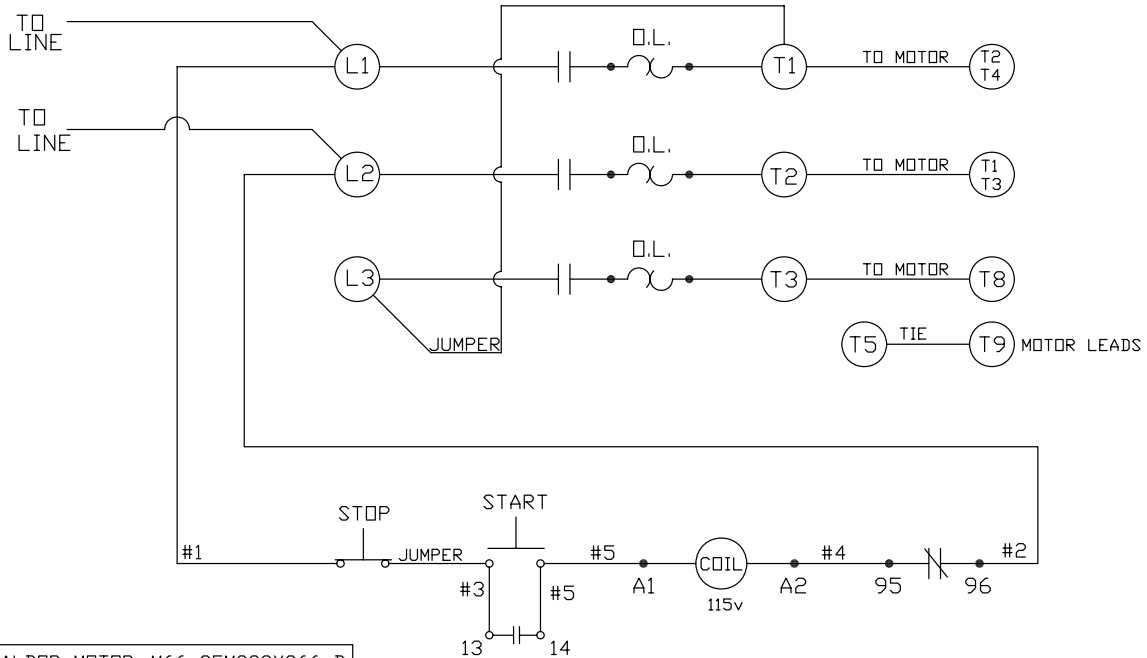 TO
LINE
L1
O.L.
T1
TO MOTOR
T2
T4
TO
LINE
L2
O.L.
T2
TO MOTOR
T1
T3
L3
O.L.
T3
TO MOTOR
T8
JUMPER
T5
TIE
T9
MOTOR LEADS
STOP
START
#1
JUMPER
#3
#5
#5
A1
COIL
115v
A2
#4
95
96
#2
13
14